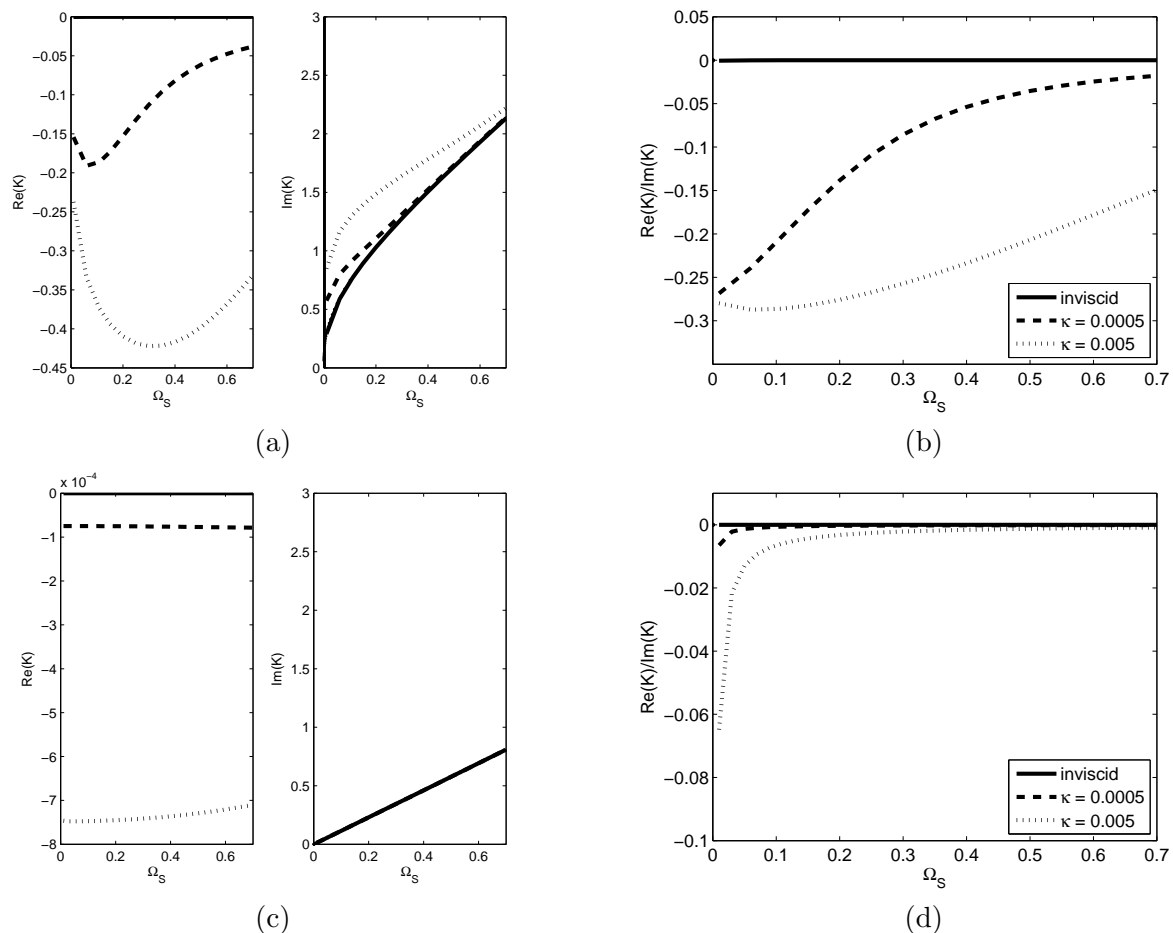 0
−0.05
−0.1
−0.15
−0.2
−0.25
−0.3
−0.35
−0.4
−0.45
Re(K)
0 0.2 0.4 0.6
Ω_S
3
2.5
2
1.5
1
0.5
0
Im(K)
0 0.2 0.4 0.6
Ω_S
(a)
0.05
0
−0.05
−0.1
−0.15
−0.2
−0.25
−0.3
Re(K)/Im(K)
inviscid
κ = 0.0005
κ = 0.005
0 0.1 0.2 0.3 0.4 0.5 0.6 0.7
Ω_S
(b)
x 10^−4
0
−1
−2
−3
−4
−5
−6
−7
−8
Re(K)
0 0.2 0.4 0.6
Ω_S
3
2.5
2
1.5
1
0.5
0
Im(K)
0 0.2 0.4 0.6
Ω_S
(c)
0
−0.02
−0.04
−0.06
−0.08
−0.1
Re(K)/Im(K)
inviscid
κ = 0.0005
κ = 0.005
0 0.1 0.2 0.3 0.4 0.5 0.6 0.7
Ω_S
(d)